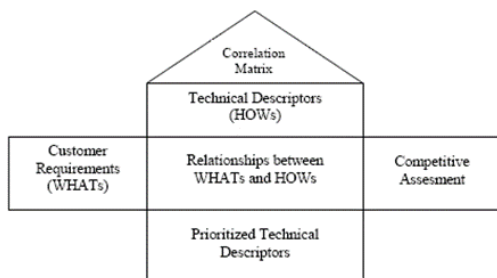 Correlation
Matrix
Technical Descriptors
(HOWs)
Customer
Requirements
(WHATs)
Relationships between
WHATs and HOWs
Competitive
Assesment
Prioritized Technical
Descriptors